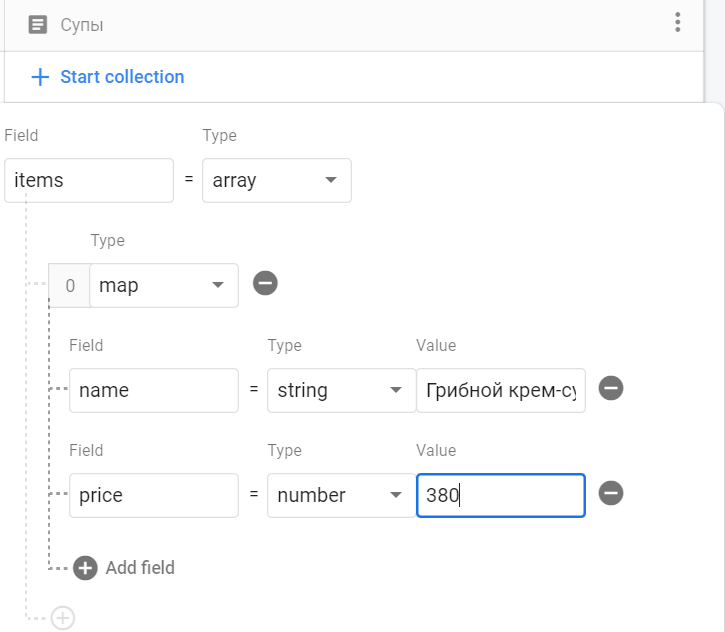 Супы
Start collection
Field Type
items = array
Type
0 map
Field Type Value
name = string Грибной крем-су
Field Type Value
price = number 380
Add field